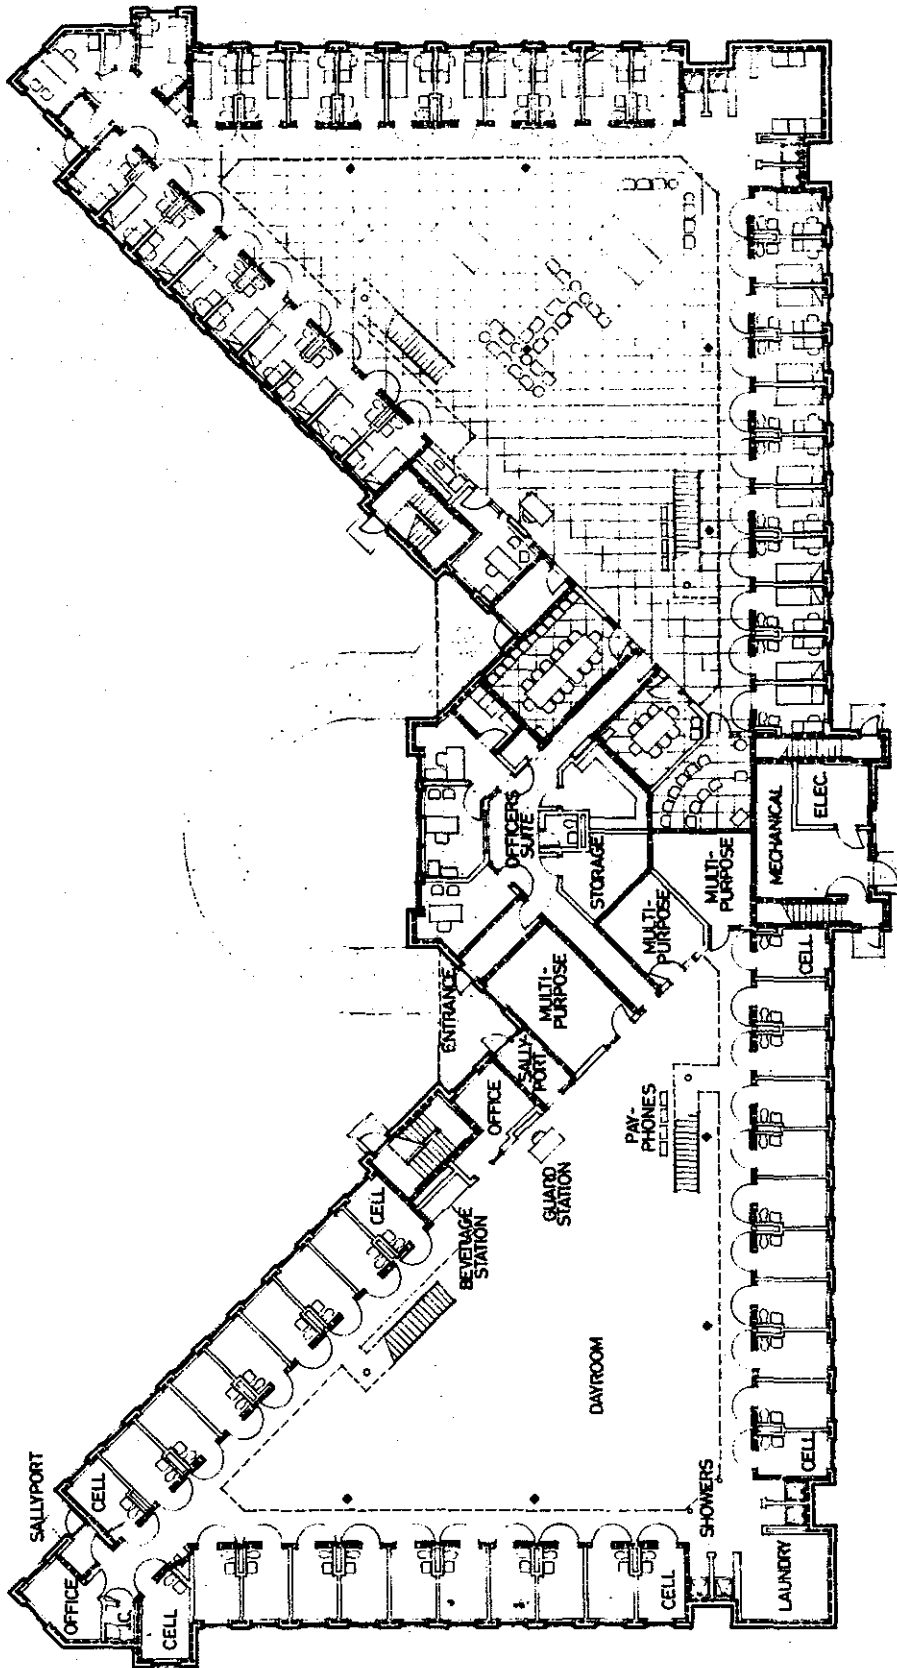 SALLYPORT
OFFICE
CELL
CELL
CELL
ENTRANCE
BEVERAGE
STATION
OFFICE
SALLY-
PORT
OFFICERS
SUITE
MULTI-
PURPOSE
GUARD
STATION
DAYROOM
STORAGE
PAY-
PHONES
MULTI-
PURPOSE
CELL
SHOWERS
MULTI-
PURPOSE
MECHANICAL
LAUNDRY
CELL
CELL
ELEC.